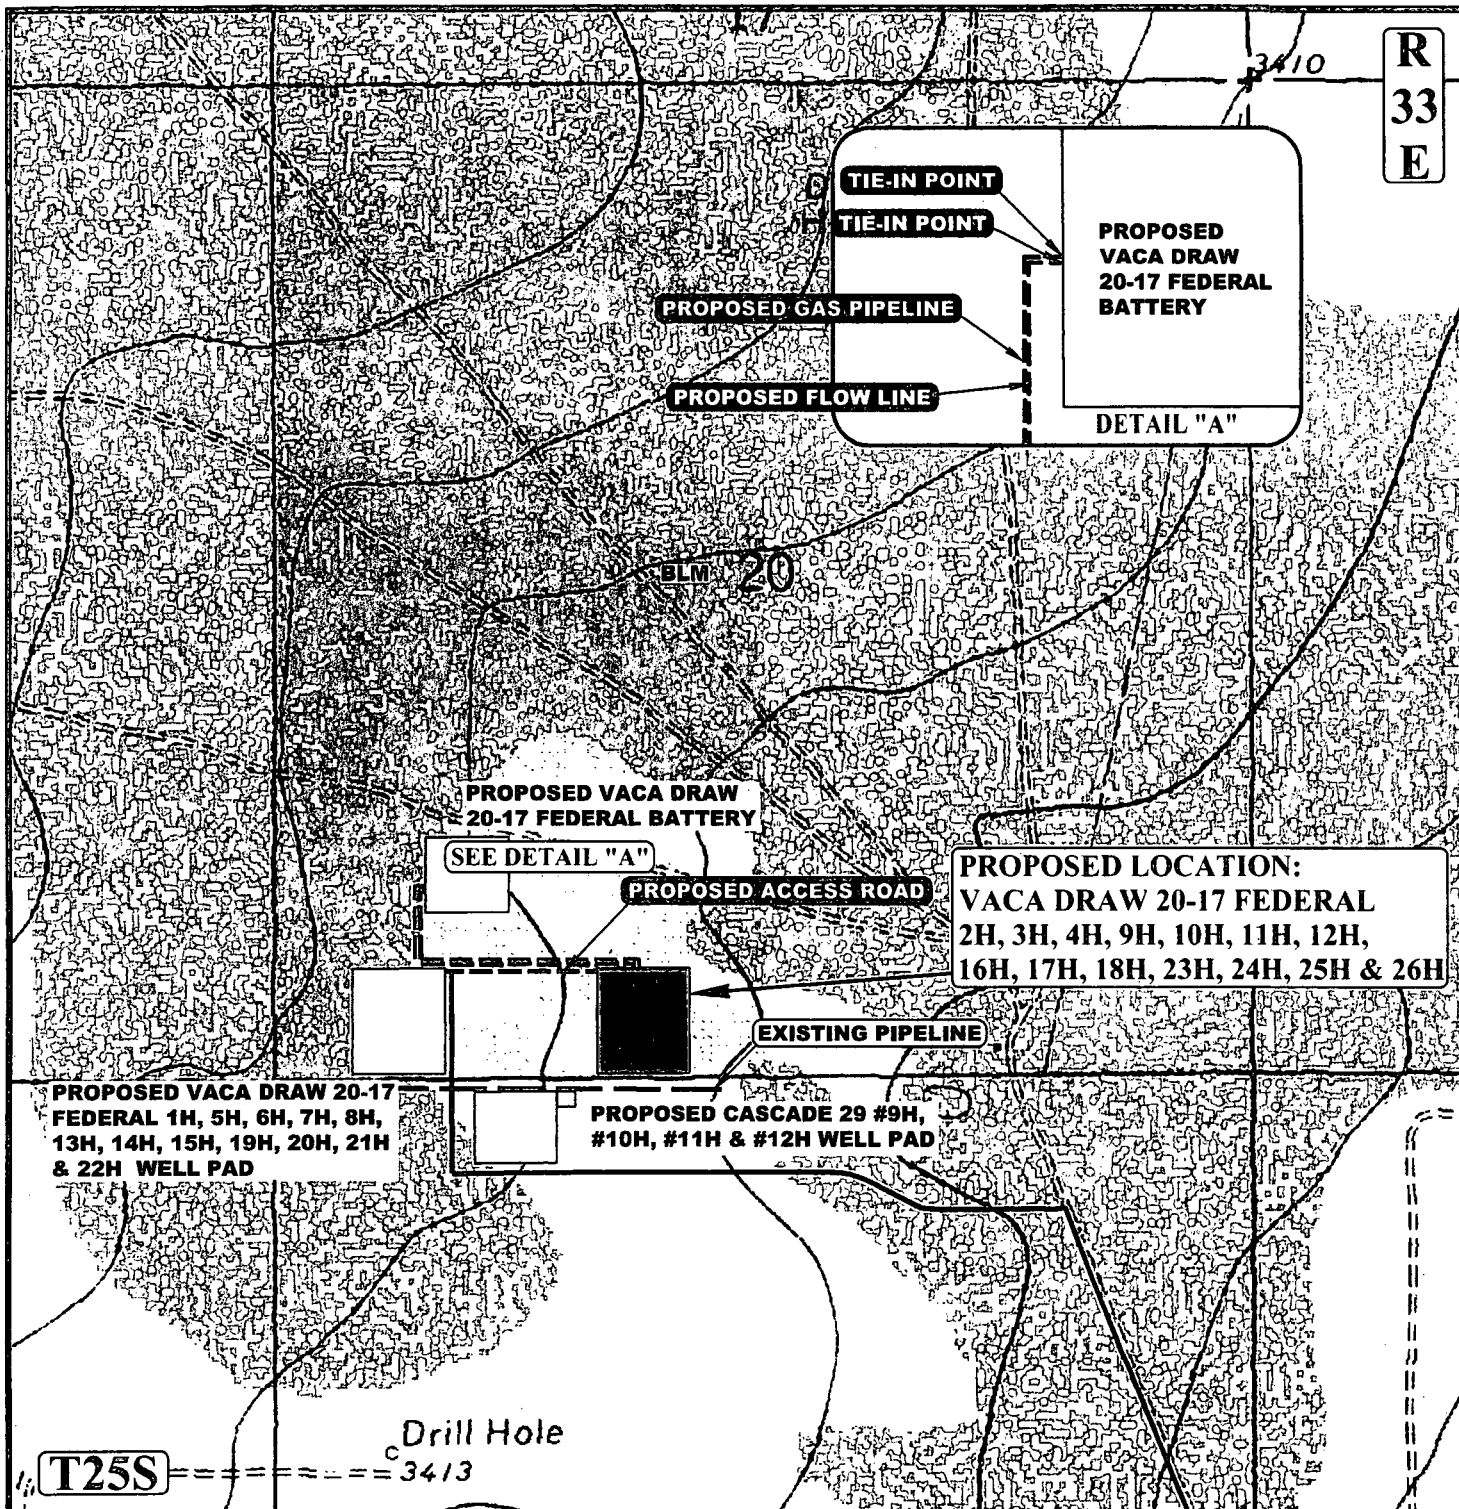 3410
R
33
E
TIE-IN POINT
TIE-IN POINT
PROPOSED
VACA DRAW
20-17 FEDERAL
BATTERY
PROPOSED GAS PIPELINE
PROPOSED FLOW LINE
DETAIL "A"
BLM
20
PROPOSED VACA DRAW
20-17 FEDERAL BATTERY
SEE DETAIL "A"
PROPOSED ACCESS ROAD
PROPOSED LOCATION:
VACA DRAW 20-17 FEDERAL
2H, 3H, 4H, 9H, 10H, 11H, 12H,
16H, 17H, 18H, 23H, 24H, 25H & 26H
EXISTING PIPELINE
PROPOSED VACA DRAW 20-17
FEDERAL 1H, 5H, 6H, 7H, 8H,
13H, 14H, 15H, 19H, 20H, 21H
& 22H WELL PAD
PROPOSED CASCADE 29 #9H,
#10H, #11H & #12H WELL PAD
Drill Hole
3413
T25S